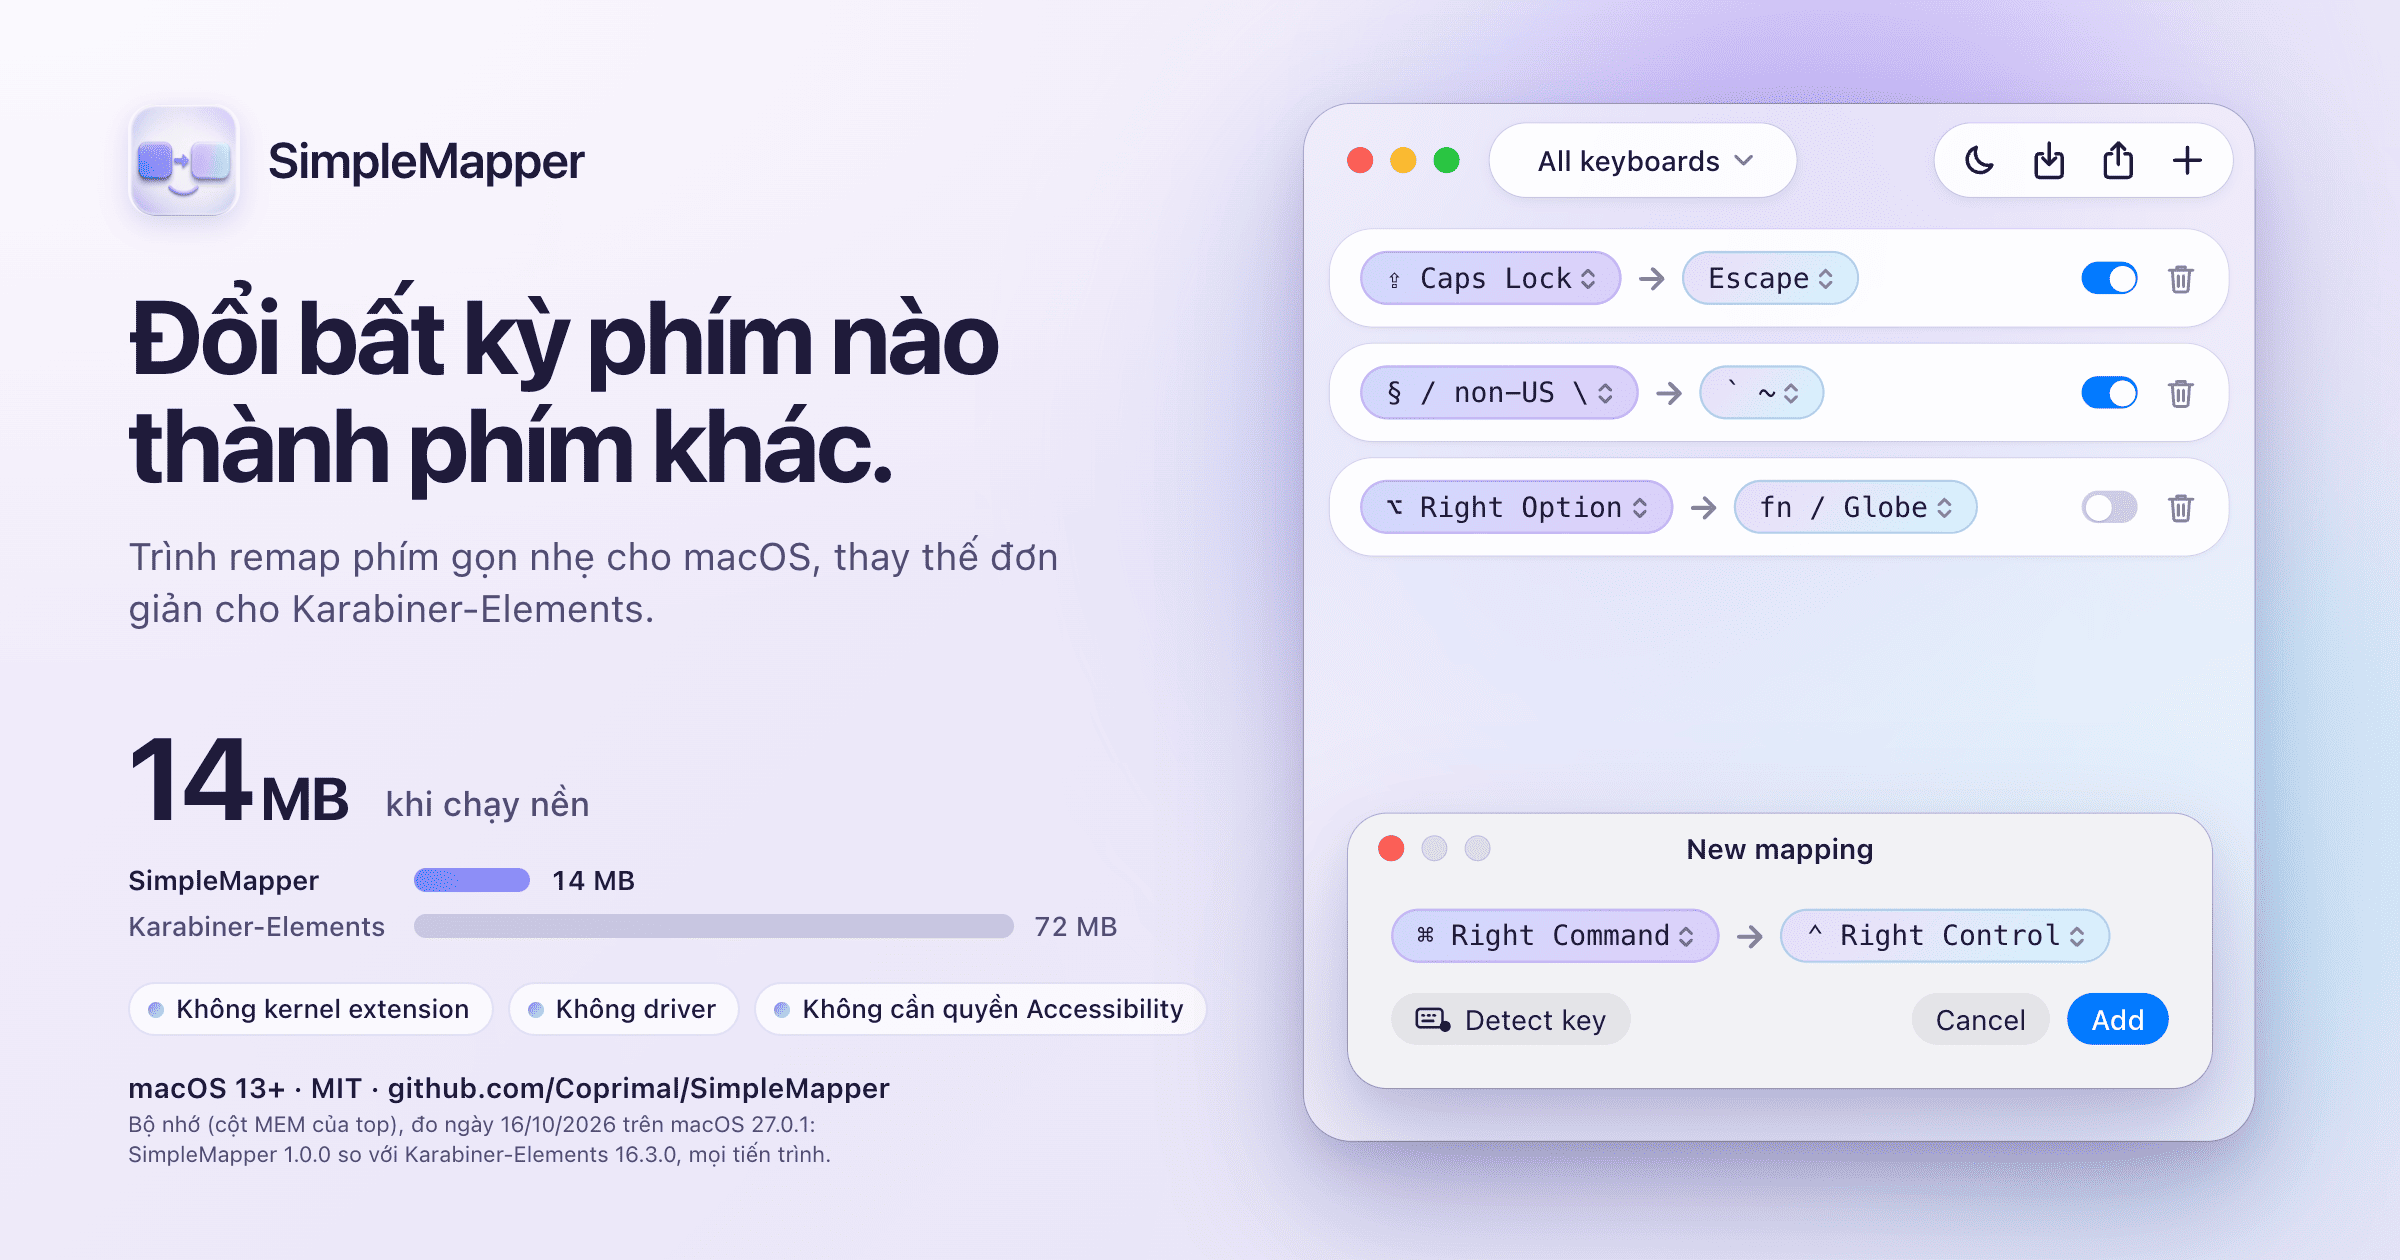 SimpleMapper
Đổi bất kỳ phím nào
thành phím khác.
Trình remap phím gọn nhẹ cho macOS, thay thế đơn
giản cho Karabiner-Elements.
14 MB khi chạy nền
SimpleMapper 14 MB
Karabiner-Elements 72 MB
Không kernel extension
Không driver
Không cần quyền Accessibility
macOS 13+ · MIT · github.com/Coprimal/SimpleMapper
Bộ nhớ (cột MEM của top), đo ngày 16/10/2026 trên macOS 27.0.1:
SimpleMapper 1.0.0 so với Karabiner-Elements 16.3.0, mọi tiến trình.
All keyboards
⇪ Caps Lock → Escape
§ / non-US \ → ` ~
⌥ Right Option → fn / Globe
New mapping
⌘ Right Command → ^ Right Control
Detect key
Cancel
Add